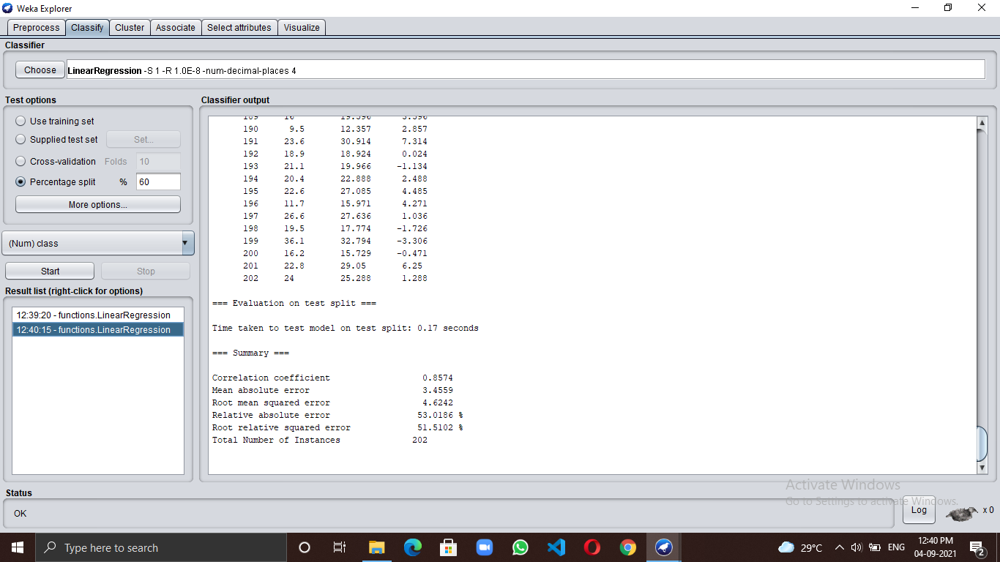 Weka Explorer
Preprocess Classify Cluster Associate Select attributes Visualize
Classifier
Choose LinearRegression -S 1 -R 1.0E-8 -num-decimal-places 4
Test options
Use training set
Supplied test set Set...
Cross-validation Folds 10
Percentage split % 60
More options...
(Num) class
Start Stop
Result list (right-click for options)
12:39:20 - functions.LinearRegression
12:40:15 - functions.LinearRegression
Classifier output
189 16 19.396 3.396
190 9.5 12.357 2.857
191 23.6 30.914 7.314
192 18.9 18.924 0.024
193 21.1 19.966 -1.134
194 20.4 22.888 2.488
195 22.6 27.085 4.485
196 11.7 15.971 4.271
197 26.6 27.636 1.036
198 19.5 17.774 -1.726
199 36.1 32.794 -3.306
200 16.2 15.729 -0.471
201 22.8 29.05 6.25
202 24 25.288 1.288
=== Evaluation on test split ===
Time taken to test model on test split: 0.17 seconds
=== Summary ===
Correlation coefficient 0.8574
Mean absolute error 3.4559
Root mean squared error 4.6242
Relative absolute error 53.0186 %
Root relative squared error 51.5102 %
Total Number of Instances 202
Activate Windows
Go to Settings to activate Windows.
Status
OK
Log
x 0
Type here to search
29°C
ENG
12:40 PM
04-09-2021
2